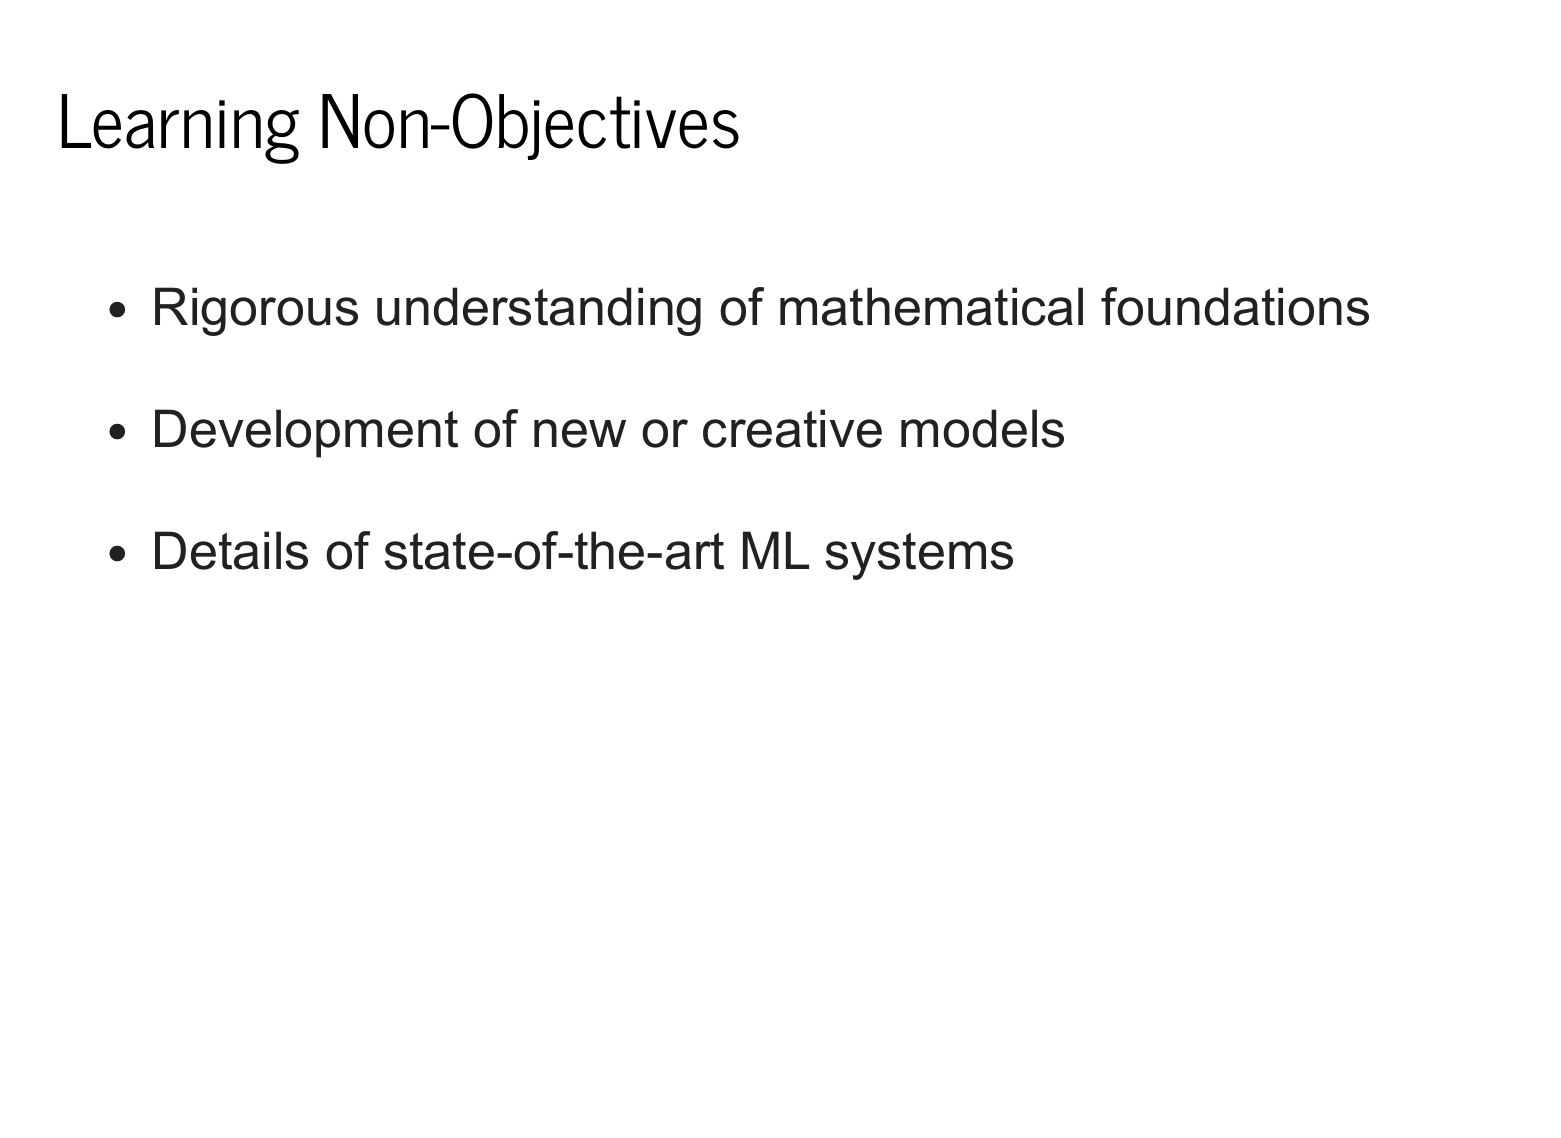 Learning Non-Objectives
• Rigorous understanding of mathematical foundations
• Development of new or creative models
• Details of state-of-the-art ML systems